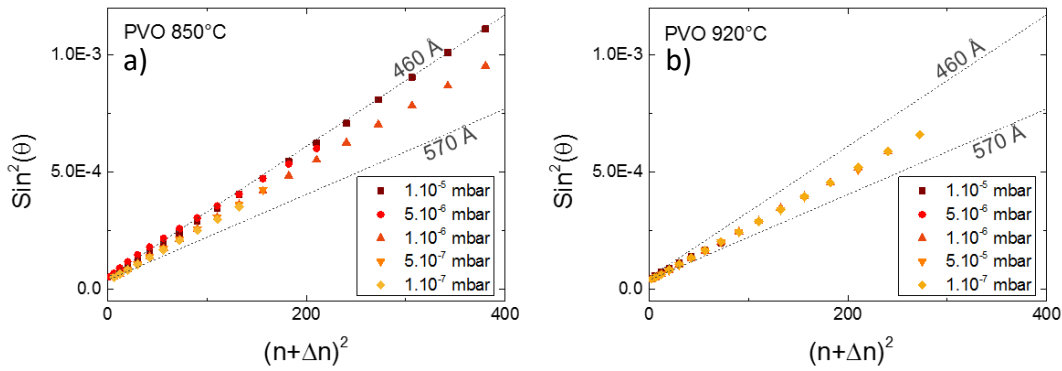 PVO 850°C
a)
460 Å
570 Å
1.0E-3
5.0E-4
0.0
Sin²(θ)
1.10⁻⁵ mbar
5.10⁻⁶ mbar
1.10⁻⁶ mbar
5.10⁻⁷ mbar
1.10⁻⁷ mbar
0 200 400
(n+Δn)²
PVO 920°C
b)
460 Å
570 Å
1.0E-3
5.0E-4
0.0
Sin²(θ)
1.10⁻⁵ mbar
5.10⁻⁶ mbar
1.10⁻⁶ mbar
5.10⁻⁵ mbar
1.10⁻⁷ mbar
0 200 400
(n+Δn)²